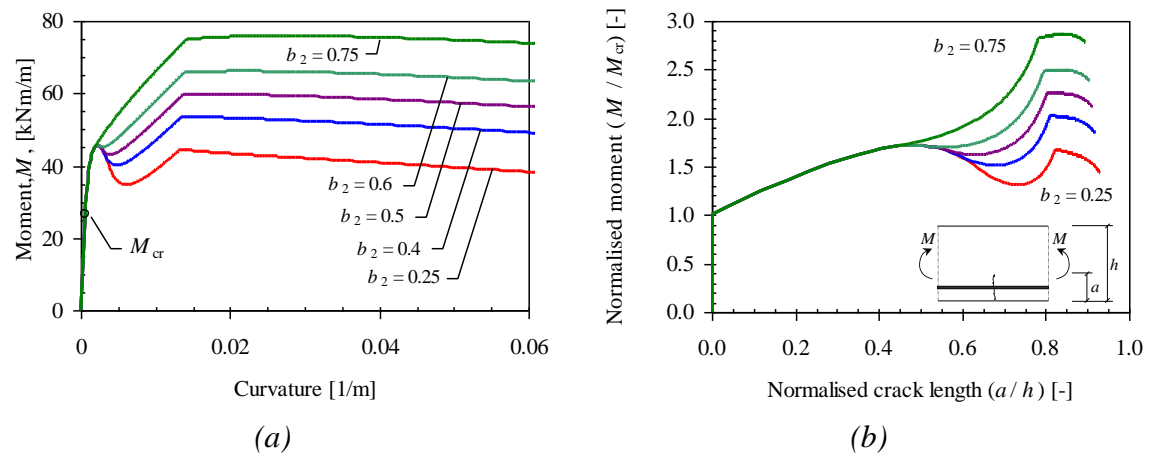 80
60
40
20
0
Moment,M , [kNm/m]
b 2 = 0.75
b 2 = 0.6
b 2 = 0.5
b 2 = 0.4
b 2 = 0.25
M cr
0
0.02
0.04
0.06
Curvature [1/m]
(a)
3.0
2.5
2.0
1.5
1.0
0.5
0.0
Normalised moment (M / M cr) [-]
b 2 = 0.75
b 2 = 0.25
M
M
h
a
0.0
0.2
0.4
0.6
0.8
1.0
Normalised crack length (a / h) [-]
(b)